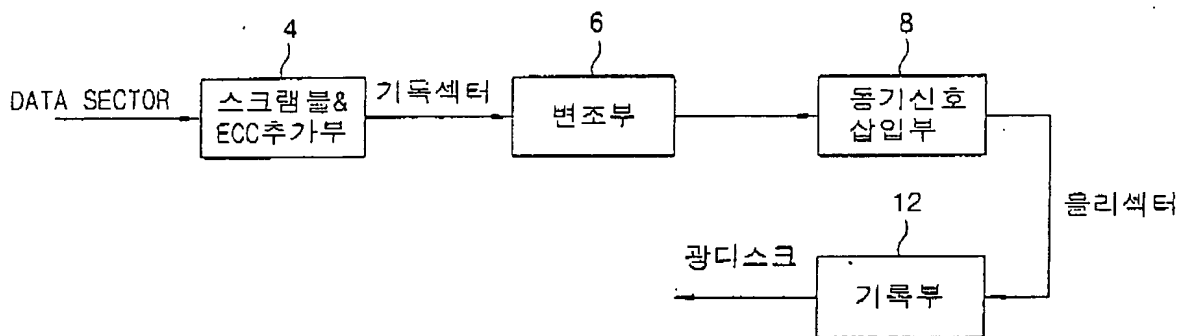 4
6
8
DATA SECTOR
스크램블&
ECC추가부
기록섹터
변조부
동기신호
삽입부
물리섹터
12
광디스크
기록부